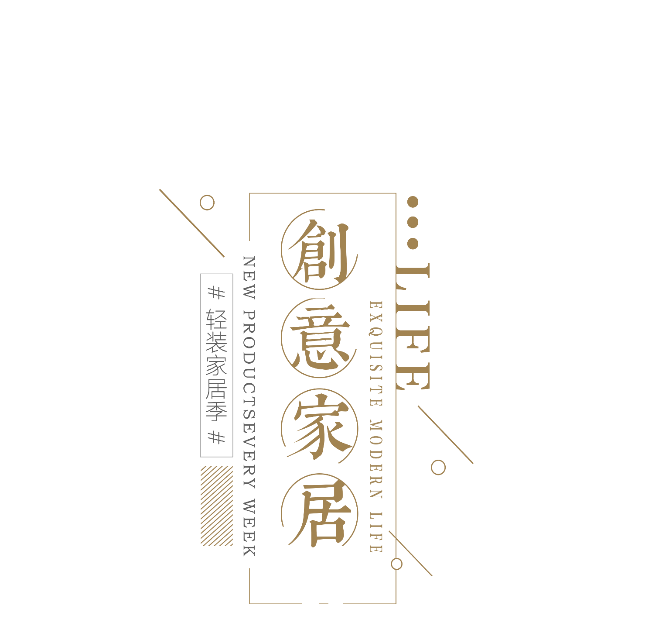 創意家居
LIFE
EXQUISITE MODERN LIFE
NEW PRODUCTSEVERY WEEK
# 轻装家居季 #